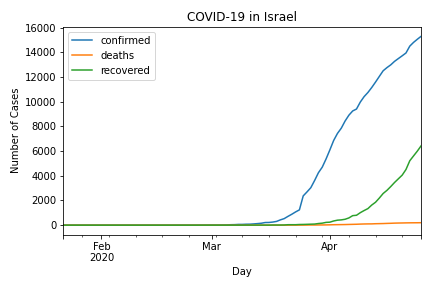 COVID-19 in Israel
confirmed
deaths
recovered
16000
14000
12000
10000
8000
6000
4000
2000
0
Number of Cases
Feb
2020
Mar
Apr
Day